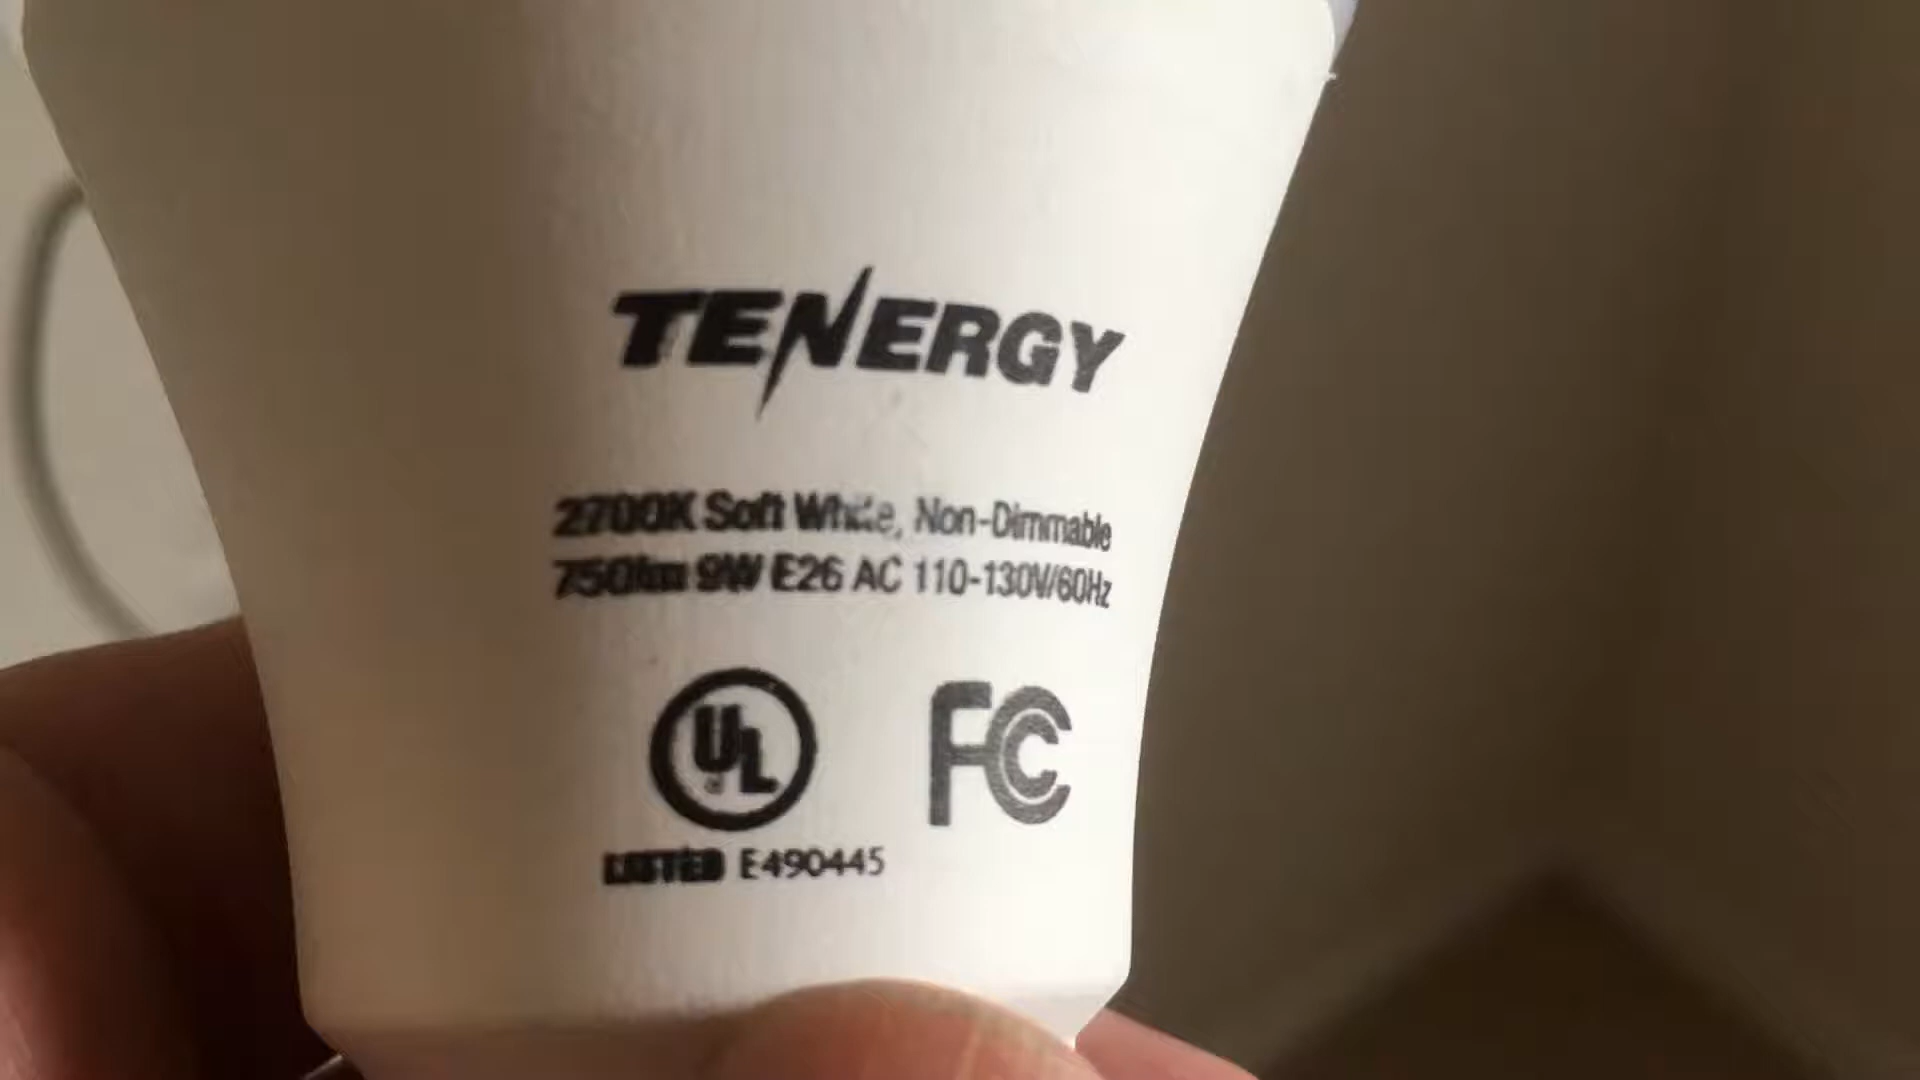 TENERGY
2700K Soft White, Non-Dimmable
750lm 9W E26 AC 110-130V/60Hz
UL FC
LISTED E490445